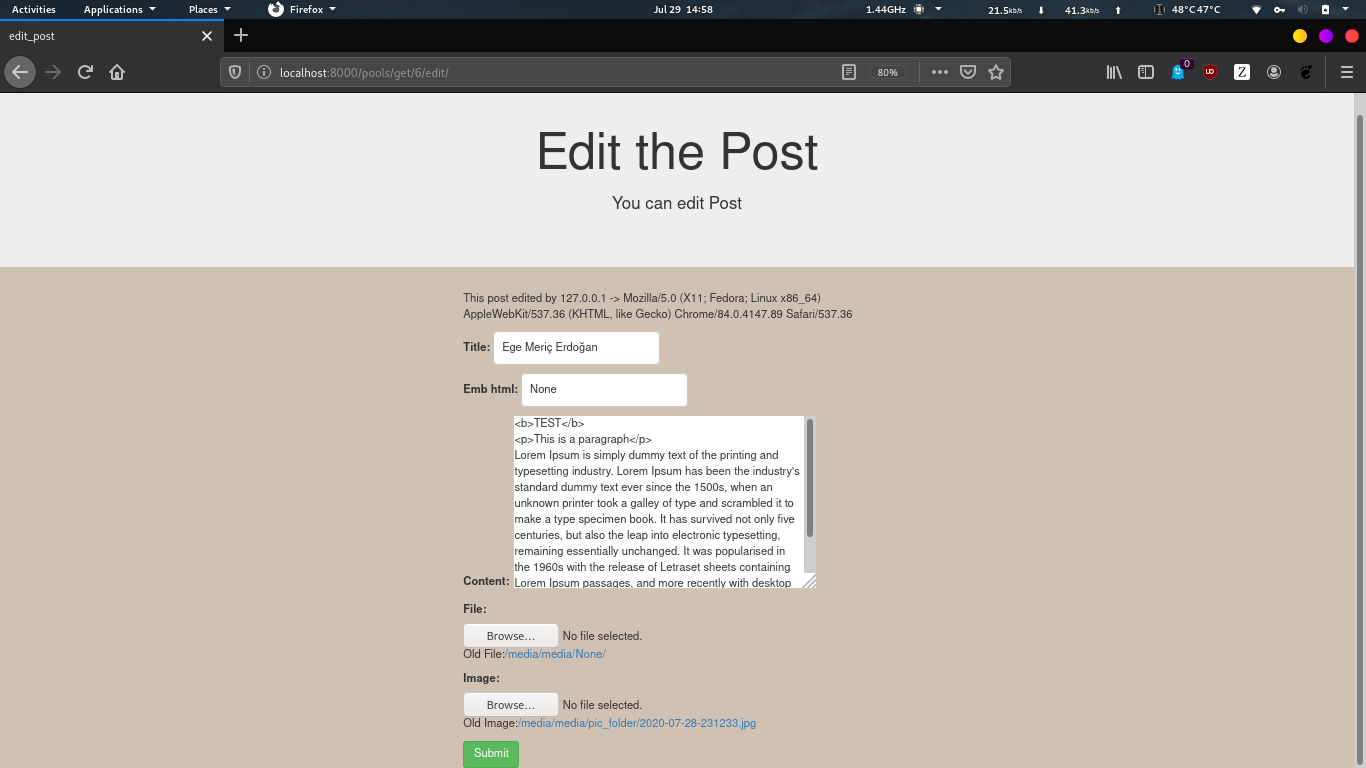 Activities Applications Places Firefox Jul 29 14:58 1.44GHz 21.5kb/s 41.3kb/s 48°C 47°C
edit_post
localhost:8000/pools/get/6/edit/ 80% 0 UD Z
Edit the Post
You can edit Post
This post edited by 127.0.0.1 -> Mozilla/5.0 (X11; Fedora; Linux x86_64)
AppleWebKit/537.36 (KHTML, like Gecko) Chrome/84.0.4147.89 Safari/537.36
Title: Ege Meriç Erdoğan
Emb html: None
<b>TEST</b>
<p>This is a paragraph</p>
Lorem Ipsum is simply dummy text of the printing and
typesetting industry. Lorem Ipsum has been the industry's
standard dummy text ever since the 1500s, when an
unknown printer took a galley of type and scrambled it to
make a type specimen book. It has survived not only five
centuries, but also the leap into electronic typesetting,
remaining essentially unchanged. It was popularised in
the 1960s with the release of Letraset sheets containing
Content: Lorem Ipsum passages, and more recently with desktop
File:
Browse… No file selected.
Old File:/media/media/None/
Image:
Browse… No file selected.
Old Image:/media/media/pic_folder/2020-07-28-231233.jpg
Submit